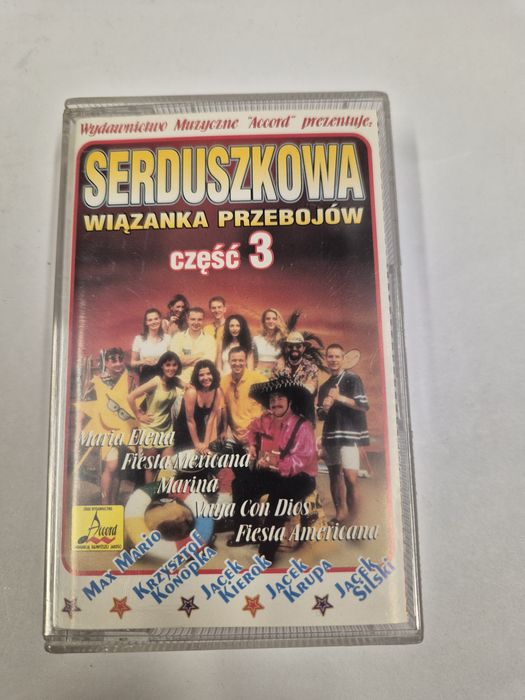 Wydawnictwo Muzyczne "Accord" prezentuje:
SERDUSZKOWA
WIĄZANKA PRZEBOJÓW
CZĘŚĆ 3
Maria Elena
Fiesta Mexicana
Marina
Vaya Con Dios
Fiesta Americana
Accord
MAX MARIO
KRZYSZTOF
KONOPKA
JACEK
KIEROK
JACEK
KRUPA
JACEK
SILSKI